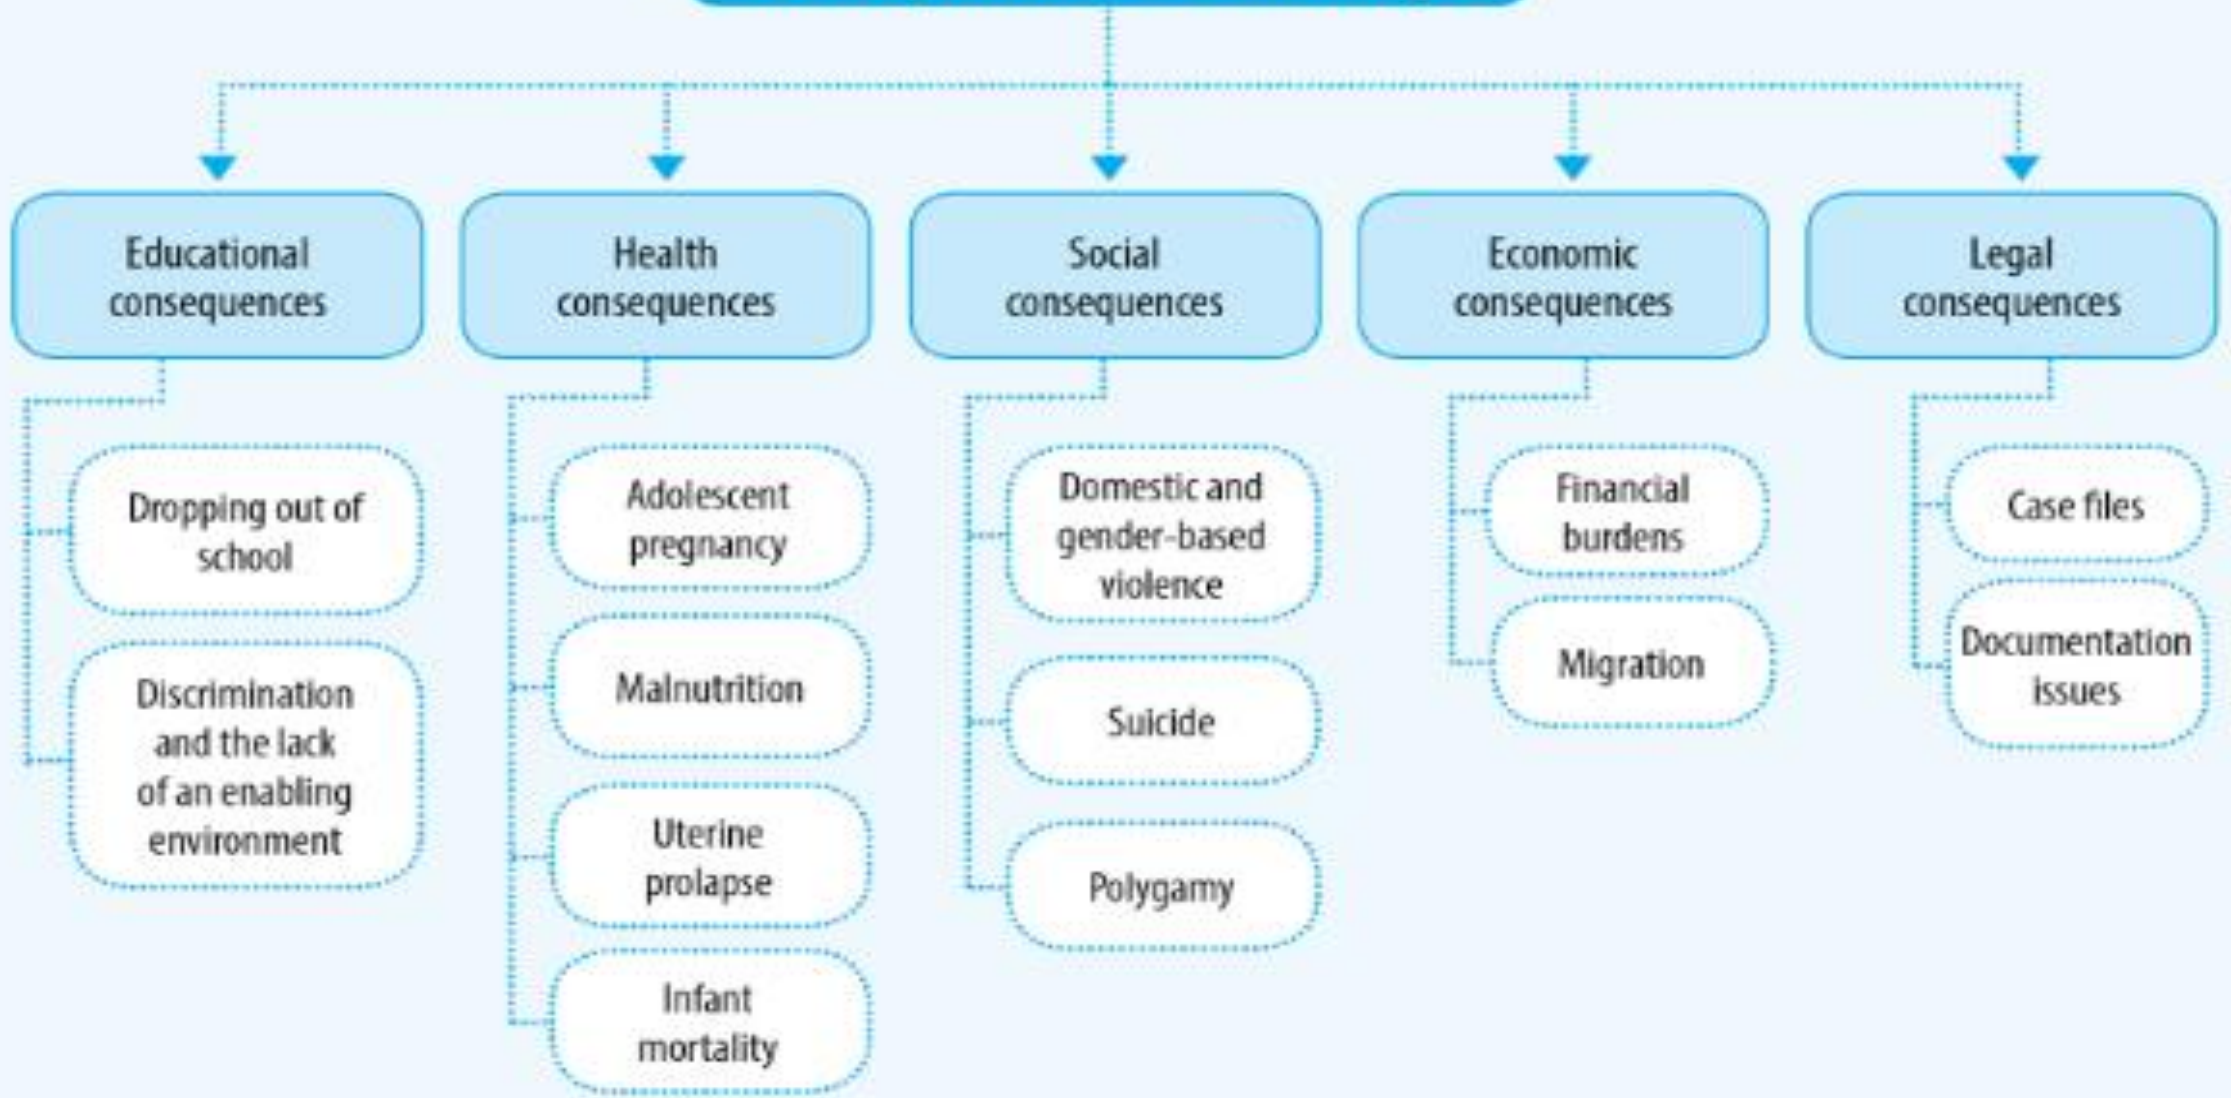 Educational
consequences
Health
consequences
Social
consequences
Economic
consequences
Legal
consequences
Dropping out of
school
Discrimination
and the lack
of an enabling
environment
Adolescent
pregnancy
Malnutrition
Uterine
prolapse
Infant
mortality
Domestic and
gender-based
violence
Suicide
Polygamy
Financial
burdens
Migration
Case files
Documentation
issues